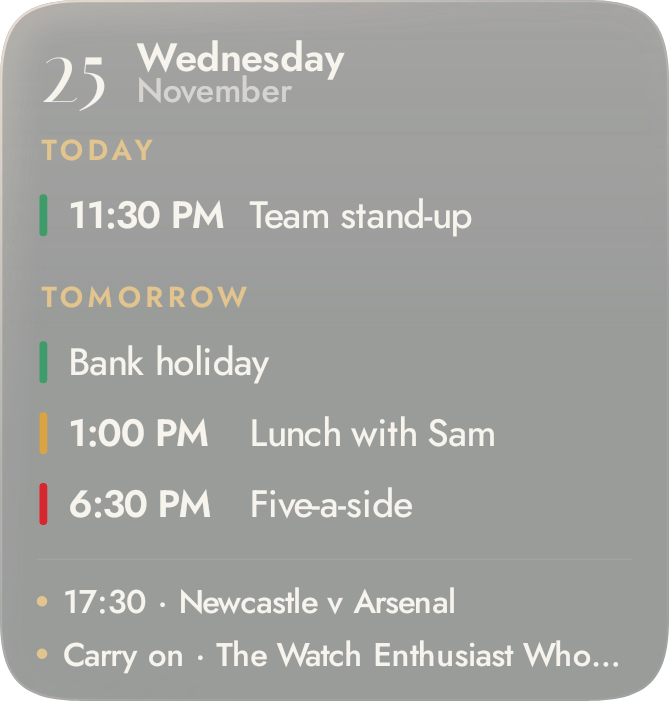 25 Wednesday
November
TODAY
11:30 PM Team stand-up
TOMORROW
Bank holiday
1:00 PM Lunch with Sam
6:30 PM Five-a-side
• 17:30 · Newcastle v Arsenal
• Carry on · The Watch Enthusiast Who...